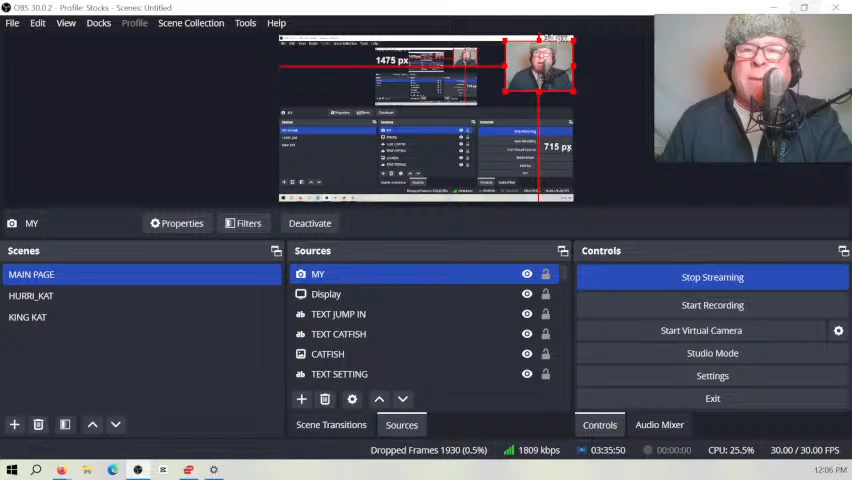 OBS 30.0.2 - Profile: Stocks - Scenes: Untitled
File Edit View Docks Profile Scene Collection Tools Help
1475 px
715 px
MY Properties Filters Deactivate
Scenes Sources Controls
MAIN PAGE MY Stop Streaming
HURRI_KAT Display Start Recording
KING KAT TEXT JUMP IN
TEXT CATFISH Start Virtual Camera
CATFISH Studio Mode
TEXT SETTING Settings
Exit
Scene Transitions Sources Controls Audio Mixer
Dropped Frames 1930 (0.5%) 1809 kbps 03:35:50 00:00:00 CPU: 25.5% 30.00 / 30.00 FPS
12:06 PM